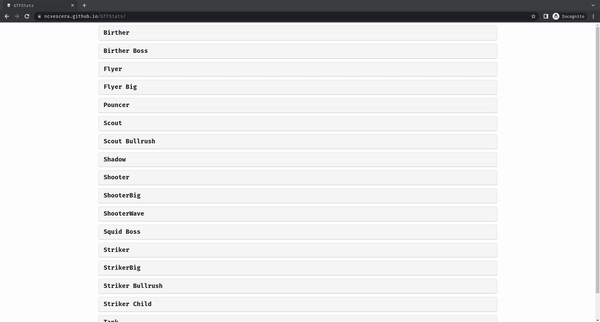 GTFStats
ncvescera.github.io/GTFStats/
Incognito
Birther
Birther Boss
Flyer
Flyer Big
Pouncer
Scout
Scout Bullrush
Shadow
Shooter
ShooterBig
ShooterWave
Squid Boss
Striker
StrikerBig
Striker Bullrush
Striker Child
Tank